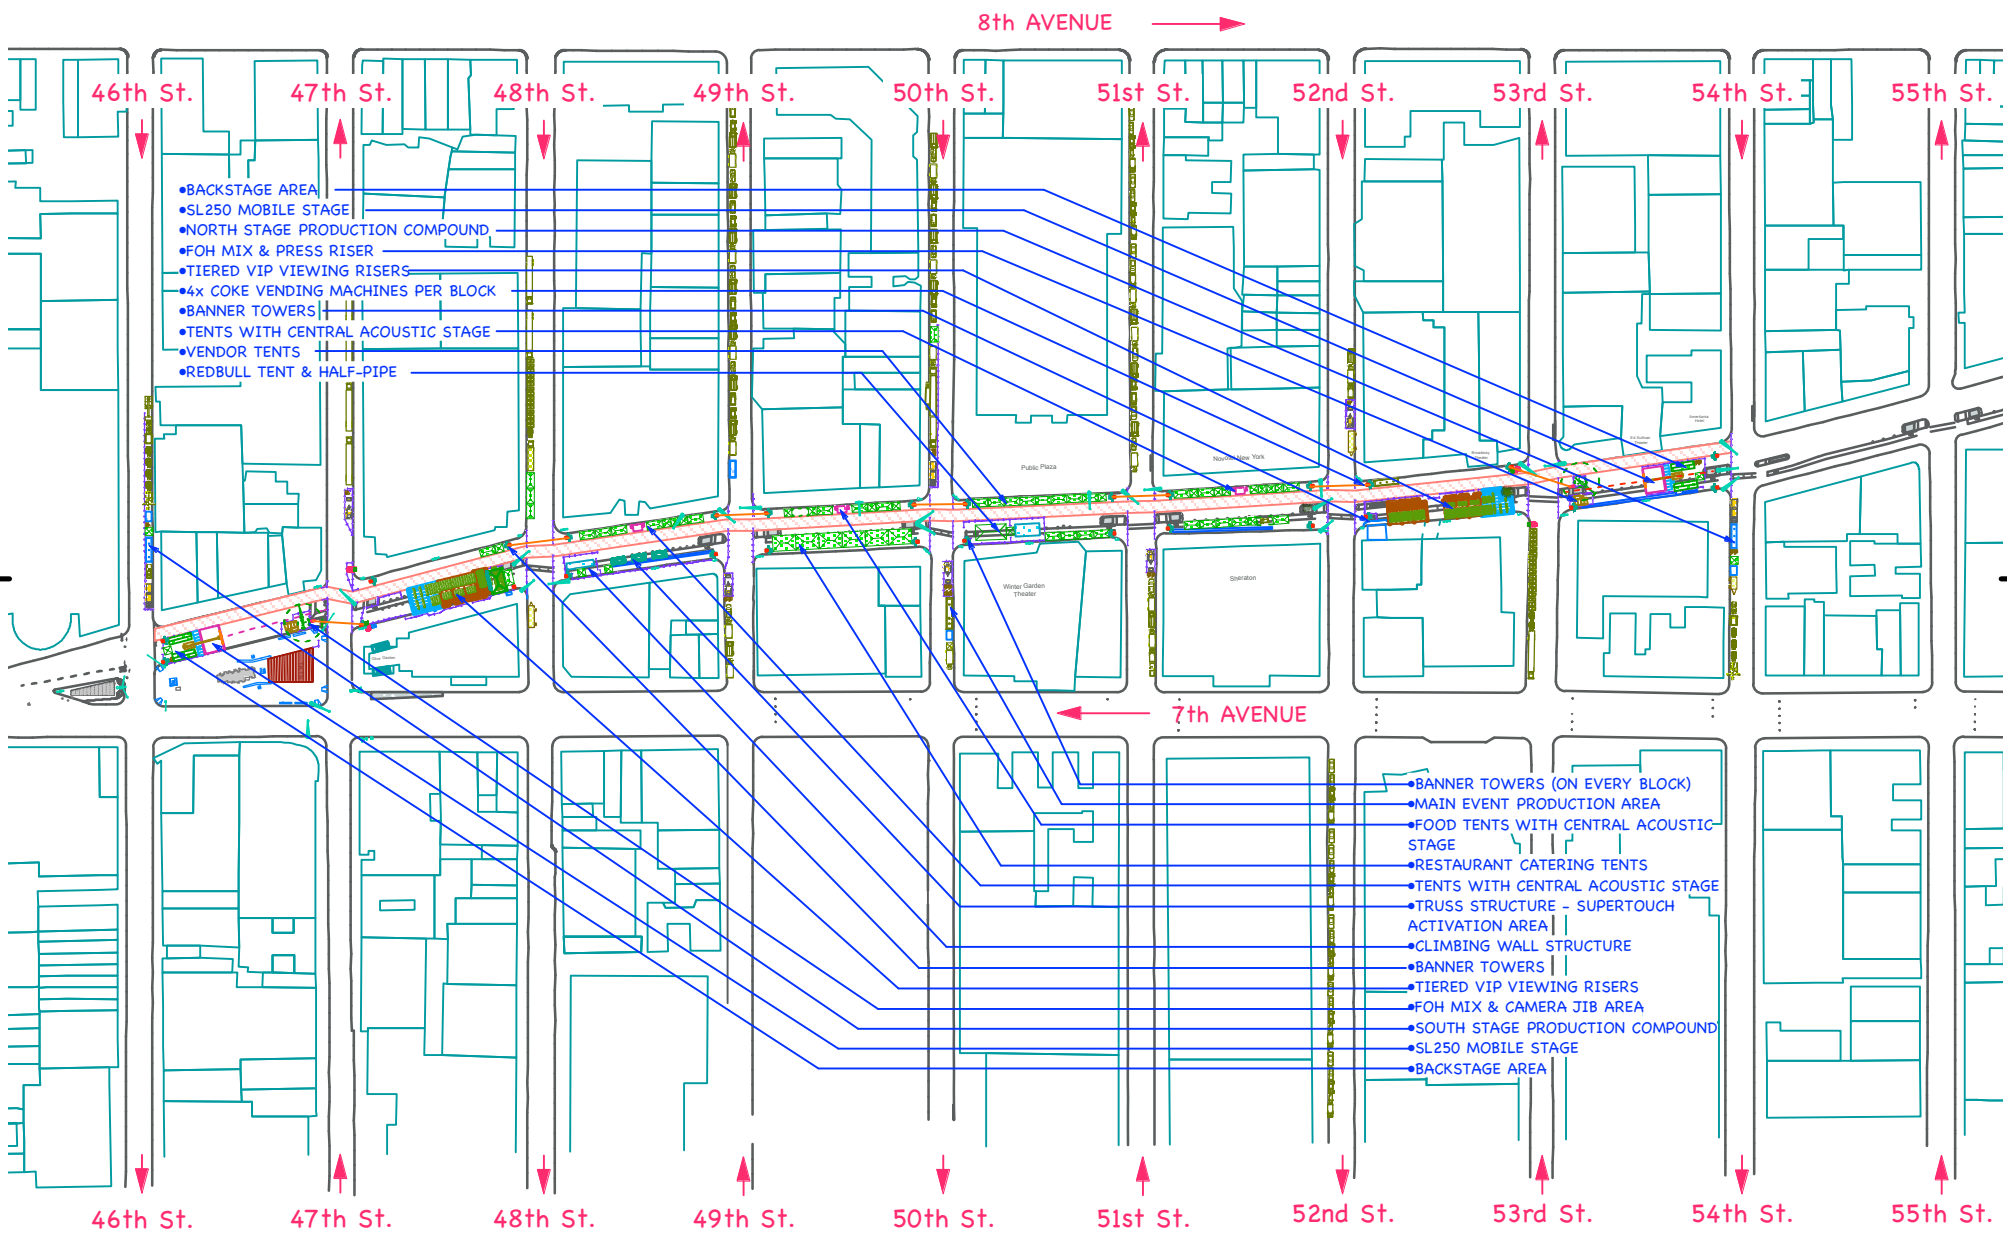 8th AVENUE
46th St.
47th St.
48th St.
49th St.
50th St.
51st St.
52nd St.
53rd St.
54th St.
55th St.
•BACKSTAGE AREA
•SL250 MOBILE STAGE
•NORTH STAGE PRODUCTION COMPOUND
•FOH MIX & PRESS RISER
•TIERED VIP VIEWING RISERS
•4x COKE VENDING MACHINES PER BLOCK
•BANNER TOWERS
•TENTS WITH CENTRAL ACOUSTIC STAGE
•VENDOR TENTS
•REDBULL TENT & HALF-PIPE
Public Plaza
Novotel New York
Winter Garden
Theater
Sheraton
7th AVENUE
•BANNER TOWERS (ON EVERY BLOCK)
•MAIN EVENT PRODUCTION AREA
•FOOD TENTS WITH CENTRAL ACOUSTIC
STAGE
•RESTAURANT CATERING TENTS
•TENTS WITH CENTRAL ACOUSTIC STAGE
•TRUSS STRUCTURE - SUPERTOUCH
ACTIVATION AREA
•CLIMBING WALL STRUCTURE
•BANNER TOWERS
•TIERED VIP VIEWING RISERS
•FOH MIX & CAMERA JIB AREA
•SOUTH STAGE PRODUCTION COMPOUND
•SL250 MOBILE STAGE
•BACKSTAGE AREA
46th St.
47th St.
48th St.
49th St.
50th St.
51st St.
52nd St.
53rd St.
54th St.
55th St.